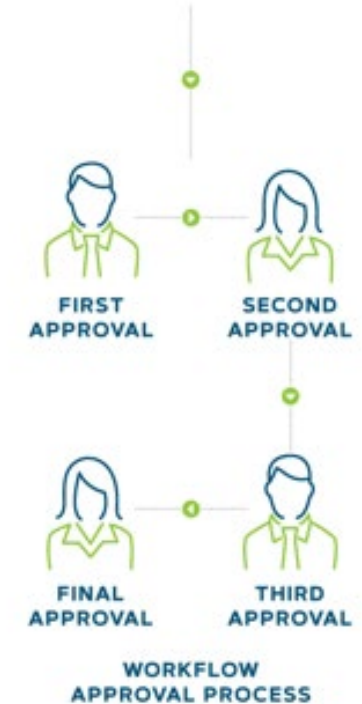 FIRST
APPROVAL
SECOND
APPROVAL
THIRD
APPROVAL
FINAL
APPROVAL
WORKFLOW
APPROVAL PROCESS